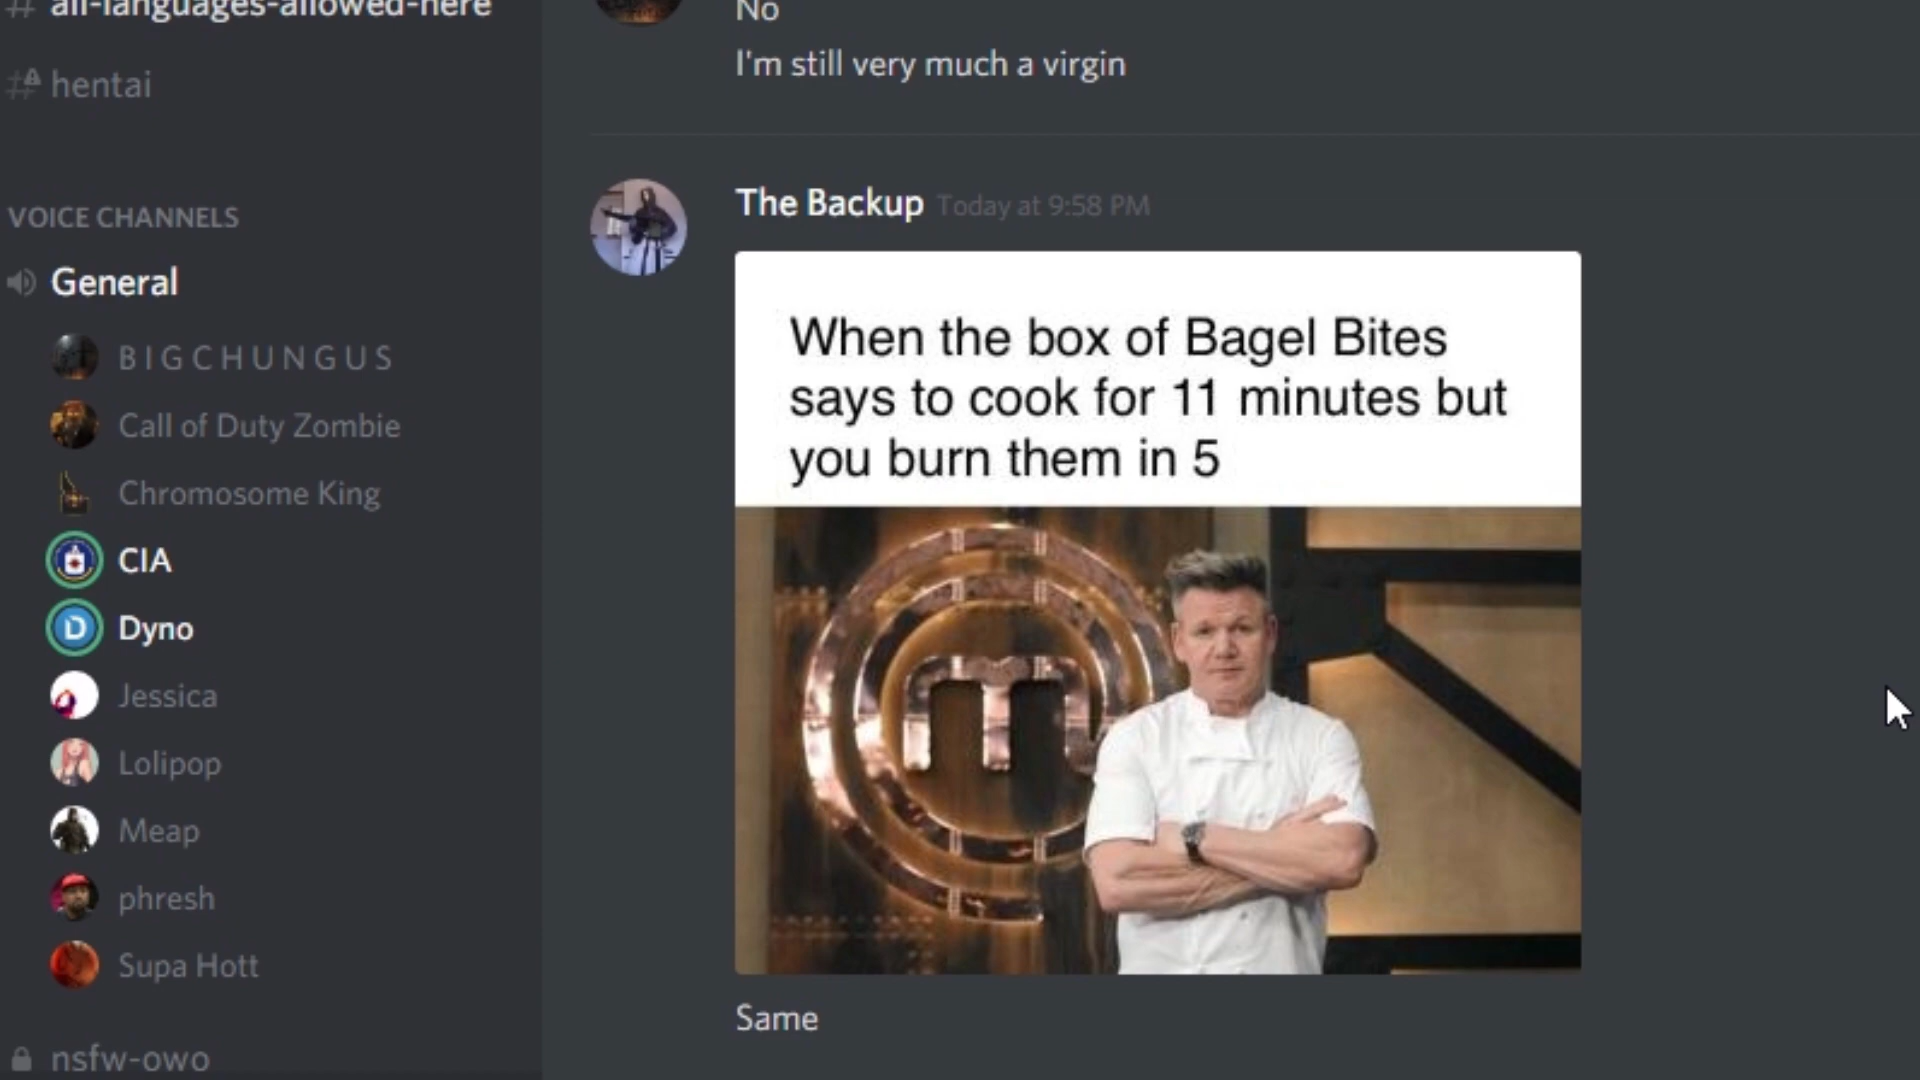 all-languages-allowed-here
hentai
VOICE CHANNELS
General
B I G C H U N G U S
Call of Duty Zombie
Chromosome King
CIA
Dyno
Jessica
Lolipop
Meap
phresh
Supa Hott
nsfw-owo
No
I'm still very much a virgin
The Backup Today at 9:58 PM
When the box of Bagel Bites
says to cook for 11 minutes but
you burn them in 5
Same